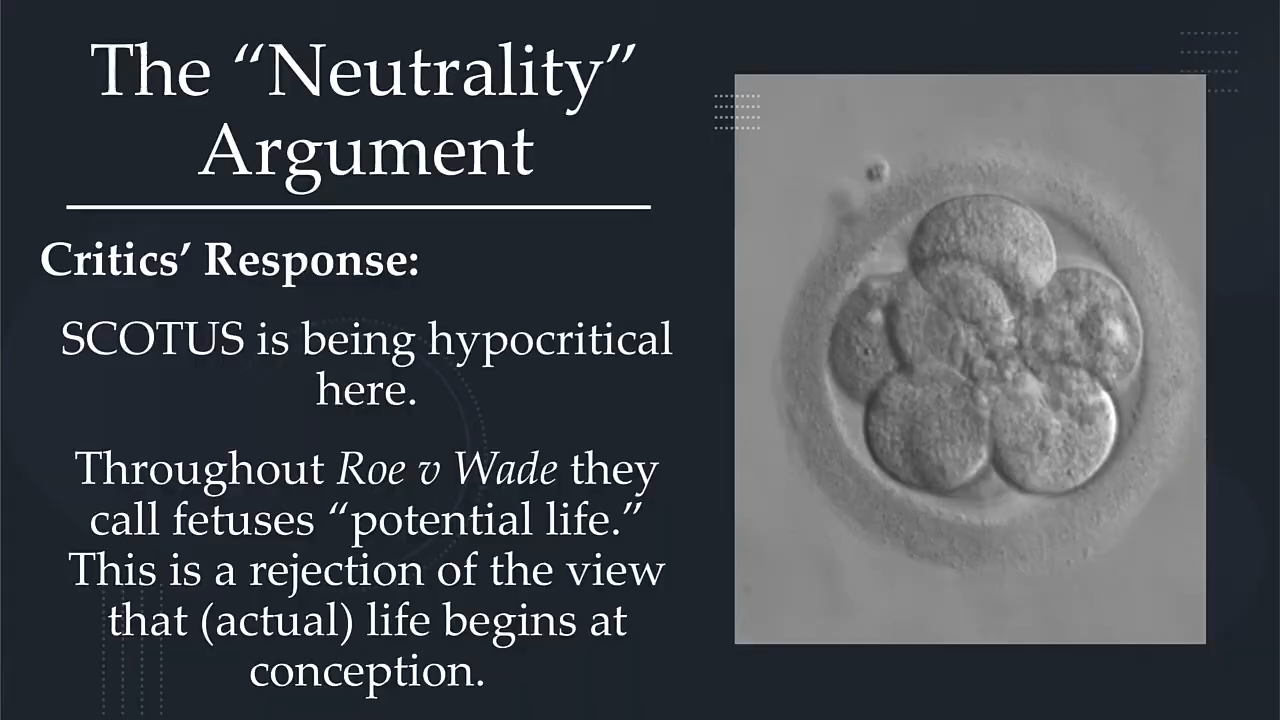 The “Neutrality”
Argument
Critics’ Response:
SCOTUS is being hypocritical
here.
Throughout Roe v Wade they
call fetuses “potential life.”
This is a rejection of the view
that (actual) life begins at
conception.